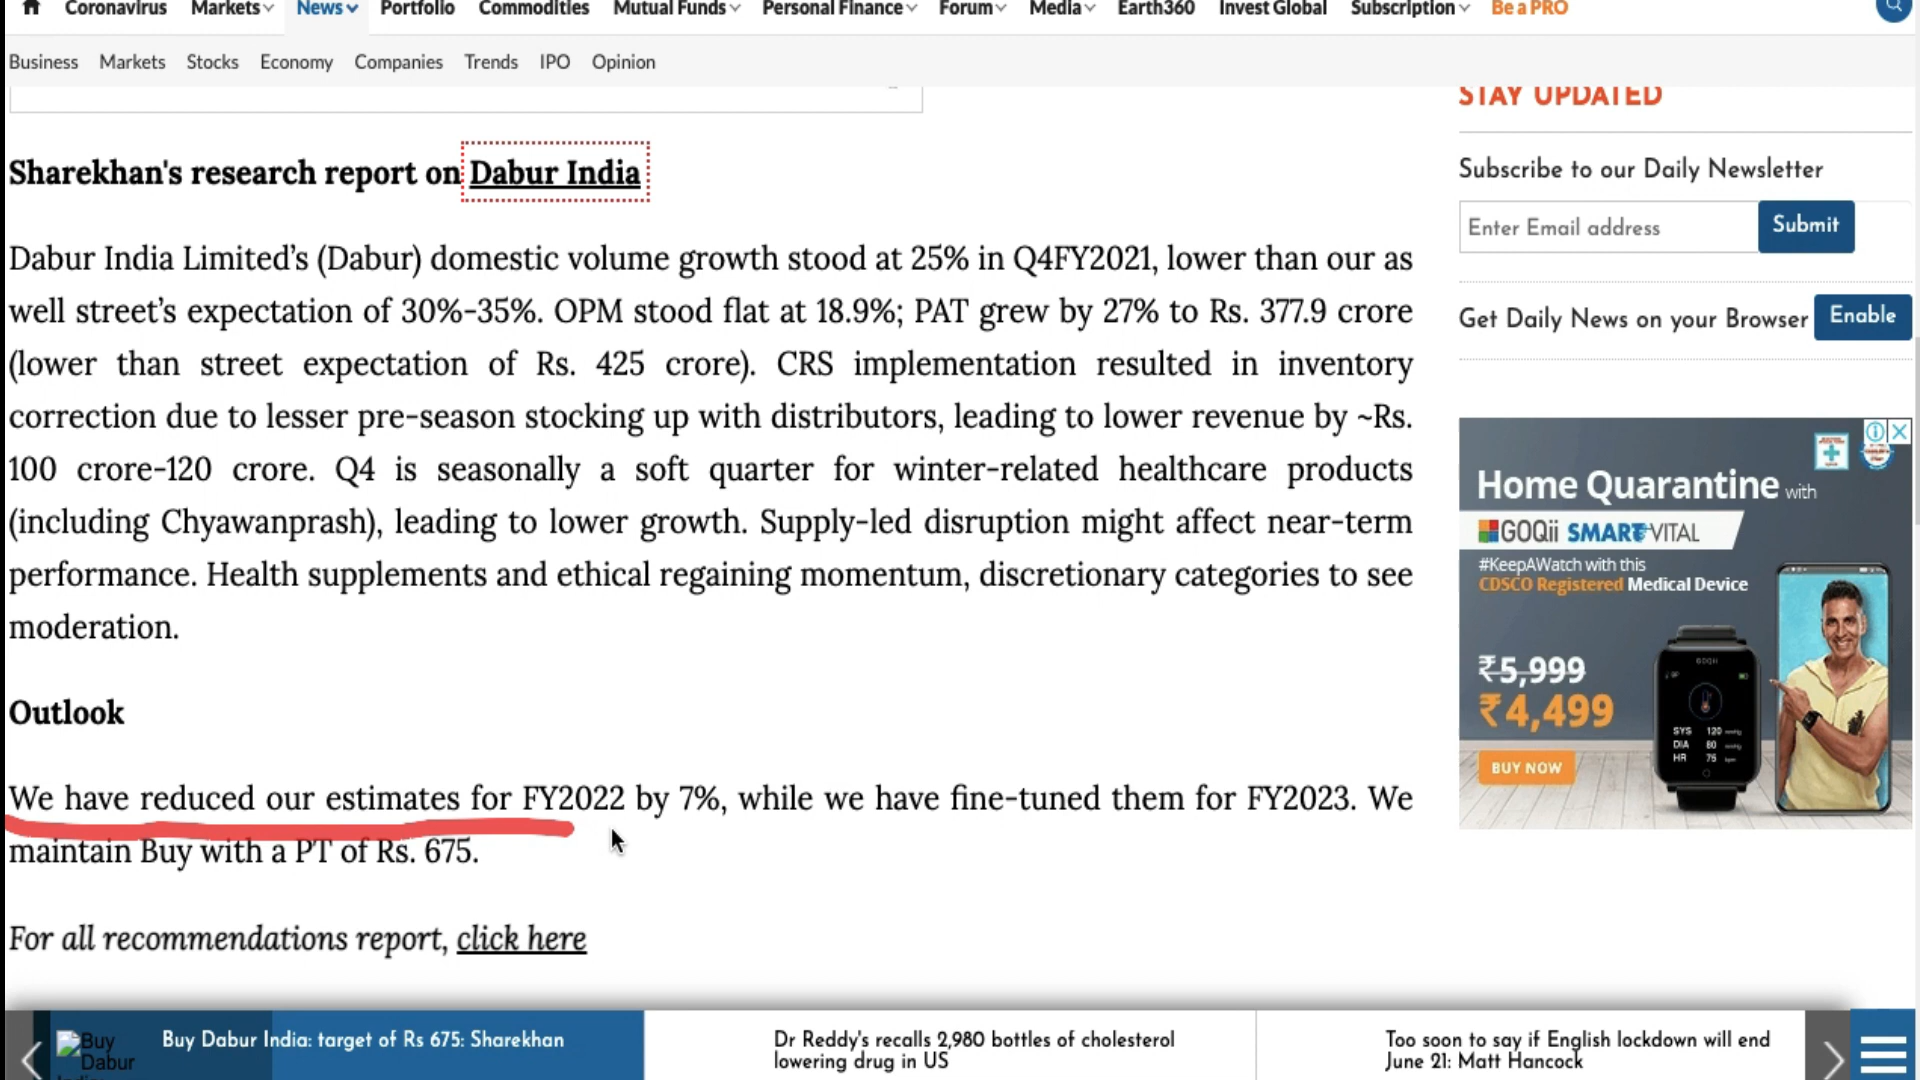 Coronavirus Markets News Portfolio Commodities Mutual Funds Personal Finance Forum Media Earth360 Invest Global Subscription Be a PRO
Business Markets Stocks Economy Companies Trends IPO Opinion
STAY UPDATED
Sharekhan's research report on Dabur India
Dabur India Limited’s (Dabur) domestic volume growth stood at 25% in Q4FY2021, lower than our as
well street’s expectation of 30%-35%. OPM stood flat at 18.9%; PAT grew by 27% to Rs. 377.9 crore
(lower than street expectation of Rs. 425 crore). CRS implementation resulted in inventory
correction due to lesser pre-season stocking up with distributors, leading to lower revenue by ~Rs.
100 crore-120 crore. Q4 is seasonally a soft quarter for winter-related healthcare products
(including Chyawanprash), leading to lower growth. Supply-led disruption might affect near-term
performance. Health supplements and ethical regaining momentum, discretionary categories to see
moderation.
Outlook
We have reduced our estimates for FY2022 by 7%, while we have fine-tuned them for FY2023. We
maintain Buy with a PT of Rs. 675.
For all recommendations report, click here
Subscribe to our Daily Newsletter
Enter Email address Submit
Get Daily News on your Browser Enable
Home Quarantine with
GOQii SMART VITAL
#KeepAWatch with this
CDSCO Registered Medical Device
₹5,999
₹4,499
BUY NOW
GOQii
SYS 120 mmHg
DIA 80 mmHg
HR 75 bpm
Buy
Dabur
Buy Dabur India: target of Rs 675: Sharekhan
Dr Reddy's recalls 2,980 bottles of cholesterol
lowering drug in US
Too soon to say if English lockdown will end
June 21: Matt Hancock